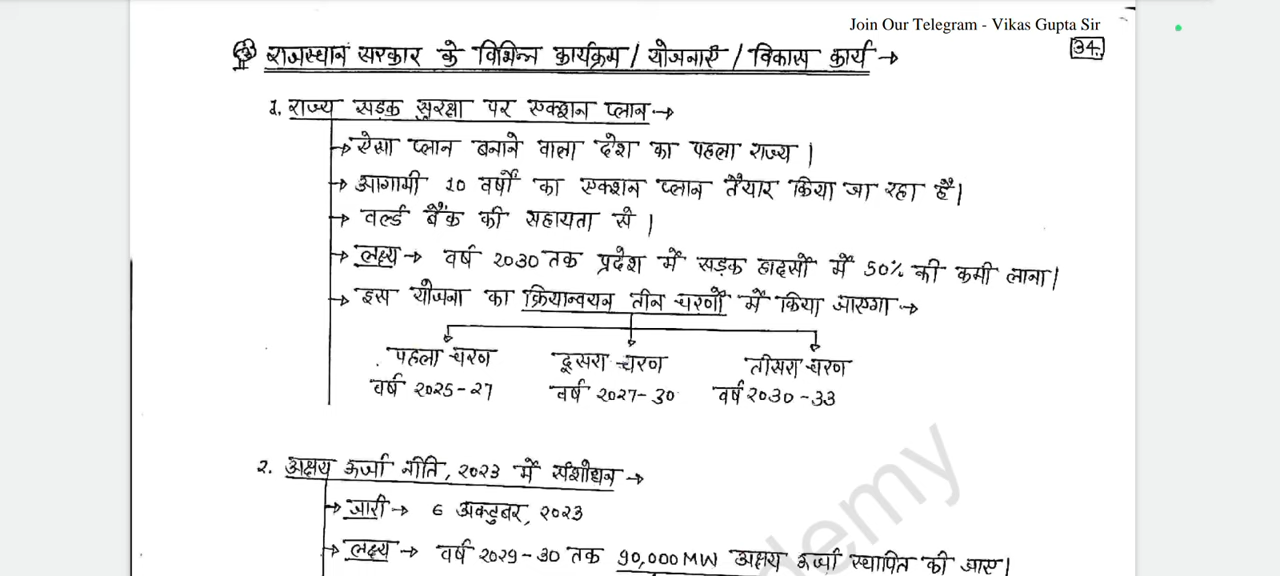 Join Our Telegram - Vikas Gupta Sir
34.
राजस्थान सरकार के विभिन्न कार्यक्रम / योजनाएँ / विकास कार्य →
1. राज्य सड़क सुरक्षा पर एक्शन प्लान →
→ ऐसा प्लान बनाने वाला देश का पहला राज्य |
→ आगामी 10 वर्षों का एक्शन प्लान तैयार किया जा रहा है |
→ वर्ल्ड बैंक की सहायता से |
→ लक्ष्य → वर्ष 2030 तक प्रदेश में सड़क हादसों में 50% की कमी लाना |
→ इस योजना का क्रियान्वयन तीन चरणों में किया जाएगा →
पहला चरण दूसरा चरण तीसरा चरण
वर्ष 2025-27 वर्ष 2027-30 वर्ष 2030-33
2. अक्षय ऊर्जा नीति, 2023 में संशोधन →
→ जारी → 6 अक्टुबर, 2023
→ लक्ष्य → वर्ष 2029-30 तक 90,000 MW अक्षय ऊर्जा स्थापित की जाए |